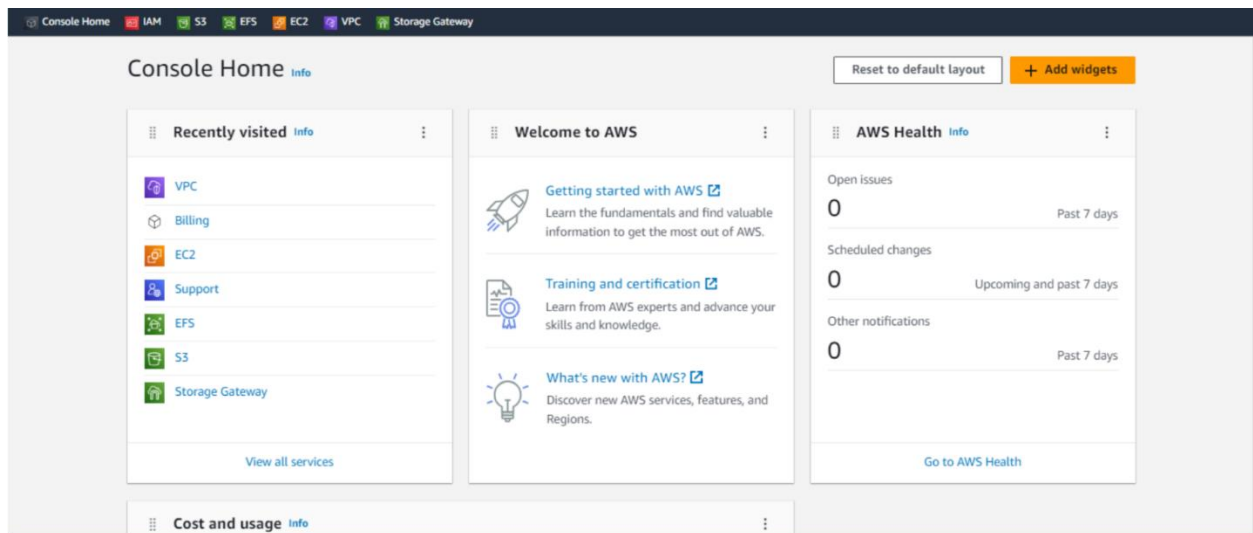 Console Home IAM S3 EFS EC2 VPC Storage Gateway
Console Home Info
Reset to default layout
+ Add widgets
Recently visited Info
VPC
Billing
EC2
Support
EFS
S3
Storage Gateway
View all services
Welcome to AWS
Getting started with AWS
Learn the fundamentals and find valuable
information to get the most out of AWS.
Training and certification
Learn from AWS experts and advance your
skills and knowledge.
What's new with AWS?
Discover new AWS services, features, and
Regions.
AWS Health Info
Open issues
0 Past 7 days
Scheduled changes
0 Upcoming and past 7 days
Other notifications
0 Past 7 days
Go to AWS Health
Cost and usage Info